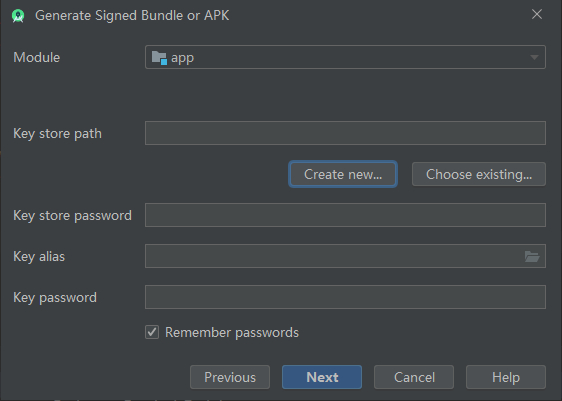 Generate Signed Bundle or APK
Module
app
Key store path
Create new...
Choose existing...
Key store password
Key alias
Key password
Remember passwords
Previous
Next
Cancel
Help